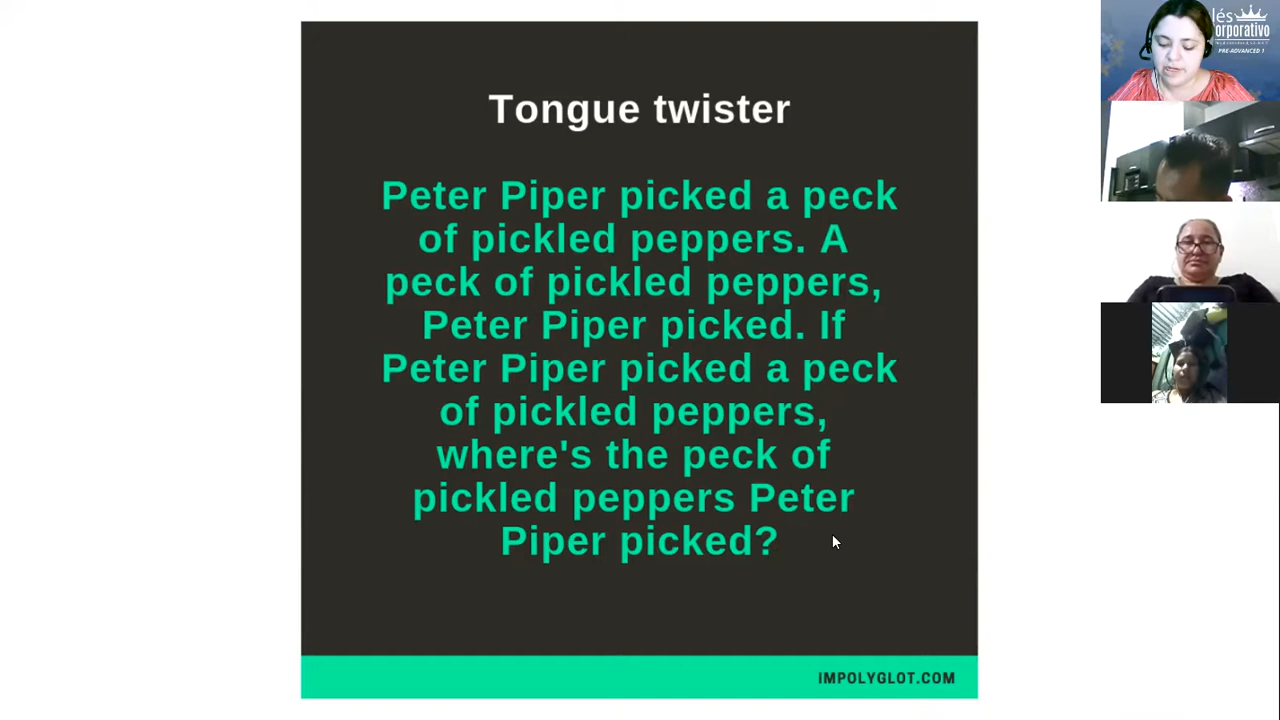 Tongue twister
Peter Piper picked a peck
of pickled peppers. A
peck of pickled peppers,
Peter Piper picked. If
Peter Piper picked a peck
of pickled peppers,
where's the peck of
pickled peppers Peter
Piper picked?
IMPOLYGLOT.COM
lés
orporativo
PRE-ADVANCED 1